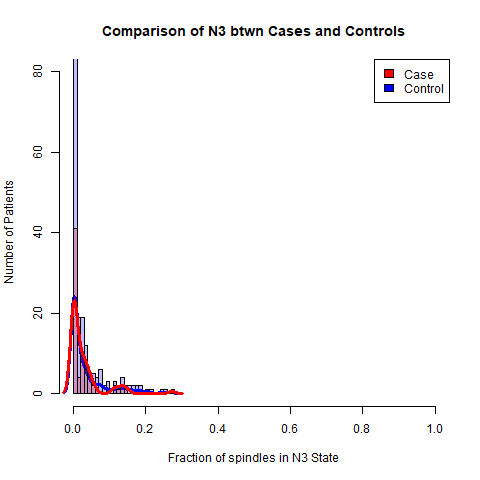 Comparison of N3 btwn Cases and Controls
Case
Control
Number of Patients
80
60
40
20
0
0.0 0.2 0.4 0.6 0.8 1.0
Fraction of spindles in N3 State